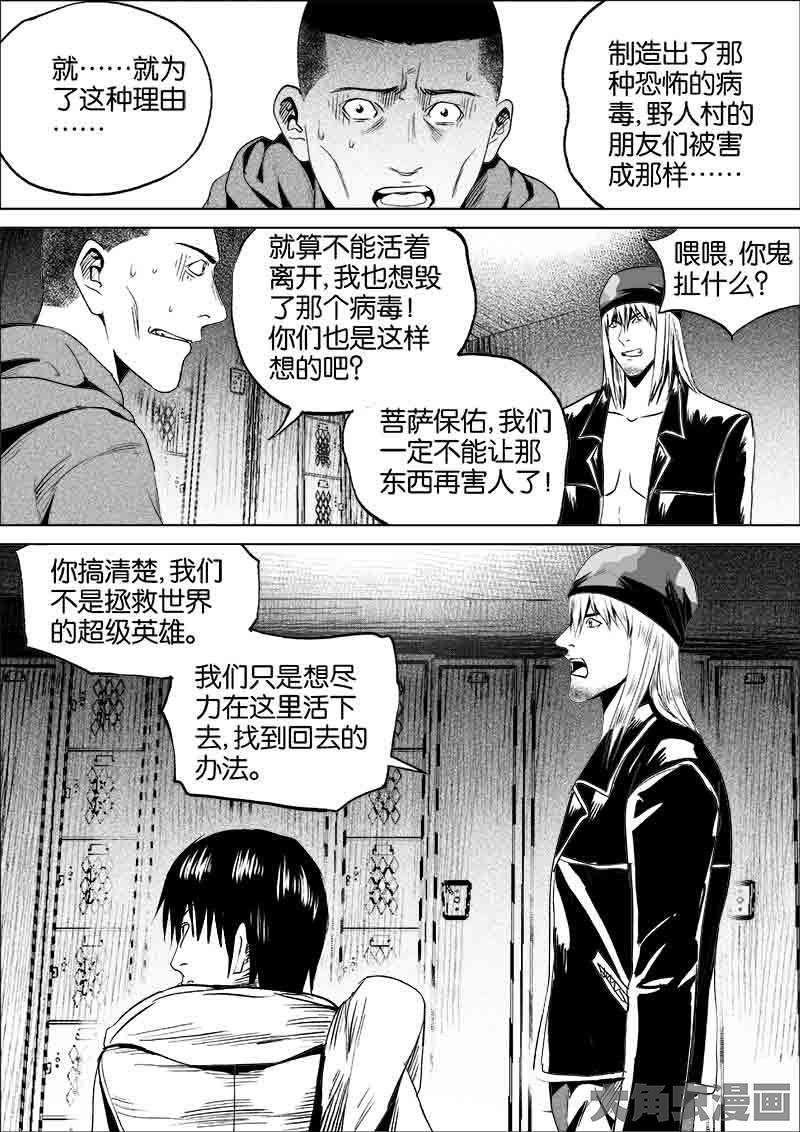 就……就为
了这种理由
……
制造出了那
种恐怖的病
毒,野人村的
朋友们被害
成那样……
就算不能活着
离开,我也想毁
了那个病毒!
你们也是这样
想的吧?
喂喂,你鬼
扯什么?
菩萨保佑,我们
一定不能让那
东西再害人了!
你搞清楚,我们
不是拯救世界
的超级英雄。
我们只是想尽
力在这里活下
去,找到回去的
办法。
大角虫漫画